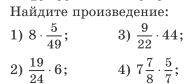 Найдите произведение:
1) 8 · 5/49;  3) 9/22 · 44;
2) 19/24 · 6;  4) 7 7/8 · 5/7;